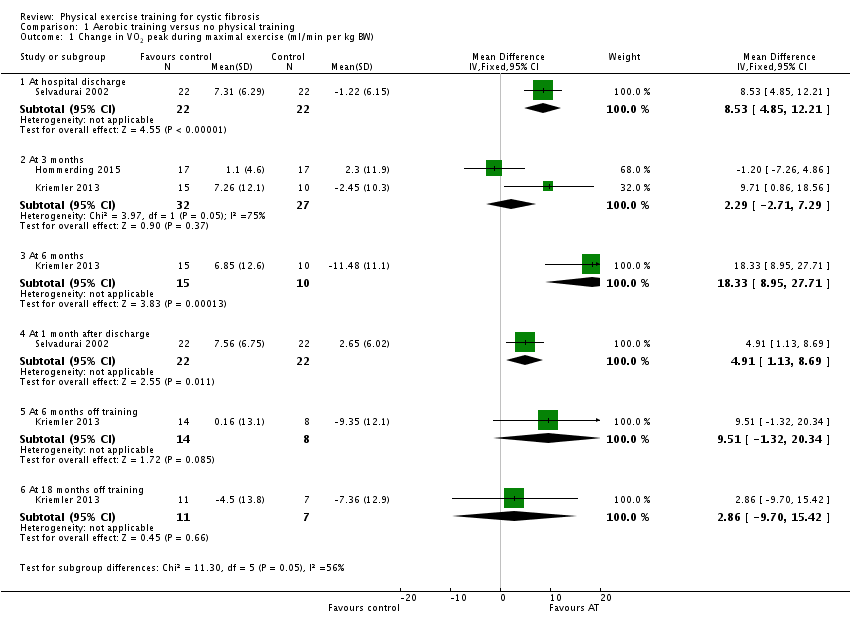 Review: Physical exercise training for cystic fibrosis
Comparison: 1 Aerobic training versus no physical training
Outcome: 1 Change in VO2 peak during maximal exercise (ml/min per kg BW)
Study or subgroup Favours control Control Mean Difference Weight Mean Difference
N Mean(SD) N Mean(SD) IV,Fixed,95% CI IV,Fixed,95% CI
1 At hospital discharge
Selvadurai 2002 22 7.31 (6.29) 22 -1.22 (6.15) 100.0 % 8.53 [ 4.85, 12.21 ]
Subtotal (95% CI) 22 22 100.0 % 8.53 [ 4.85, 12.21 ]
Heterogeneity: not applicable
Test for overall effect: Z = 4.55 (P < 0.00001)
2 At 3 months
Hommerding 2015 17 1.1 (4.6) 17 2.3 (11.9) 68.0 % -1.20 [ -7.26, 4.86 ]
Kriemler 2013 15 7.26 (12.1) 10 -2.45 (10.3) 32.0 % 9.71 [ 0.86, 18.56 ]
Subtotal (95% CI) 32 27 100.0 % 2.29 [ -2.71, 7.29 ]
Heterogeneity: Chi² = 3.97, df = 1 (P = 0.05); I² =75%
Test for overall effect: Z = 0.90 (P = 0.37)
3 At 6 months
Kriemler 2013 15 6.85 (12.6) 10 -11.48 (11.1) 100.0 % 18.33 [ 8.95, 27.71 ]
Subtotal (95% CI) 15 10 100.0 % 18.33 [ 8.95, 27.71 ]
Heterogeneity: not applicable
Test for overall effect: Z = 3.83 (P = 0.00013)
4 At 1 month after discharge
Selvadurai 2002 22 7.56 (6.75) 22 2.65 (6.02) 100.0 % 4.91 [ 1.13, 8.69 ]
Subtotal (95% CI) 22 22 100.0 % 4.91 [ 1.13, 8.69 ]
Heterogeneity: not applicable
Test for overall effect: Z = 2.55 (P = 0.011)
5 At 6 months off training
Kriemler 2013 14 0.16 (13.1) 8 -9.35 (12.1) 100.0 % 9.51 [ -1.32, 20.34 ]
Subtotal (95% CI) 14 8 100.0 % 9.51 [ -1.32, 20.34 ]
Heterogeneity: not applicable
Test for overall effect: Z = 1.72 (P = 0.085)
6 At 18 months off training
Kriemler 2013 11 -4.5 (13.8) 7 -7.36 (12.9) 100.0 % 2.86 [ -9.70, 15.42 ]
Subtotal (95% CI) 11 7 100.0 % 2.86 [ -9.70, 15.42 ]
Heterogeneity: not applicable
Test for overall effect: Z = 0.45 (P = 0.66)
Test for subgroup differences: Chi² = 11.30, df = 5 (P = 0.05), I² =56%
-20 -10 0 10 20
Favours control Favours AT